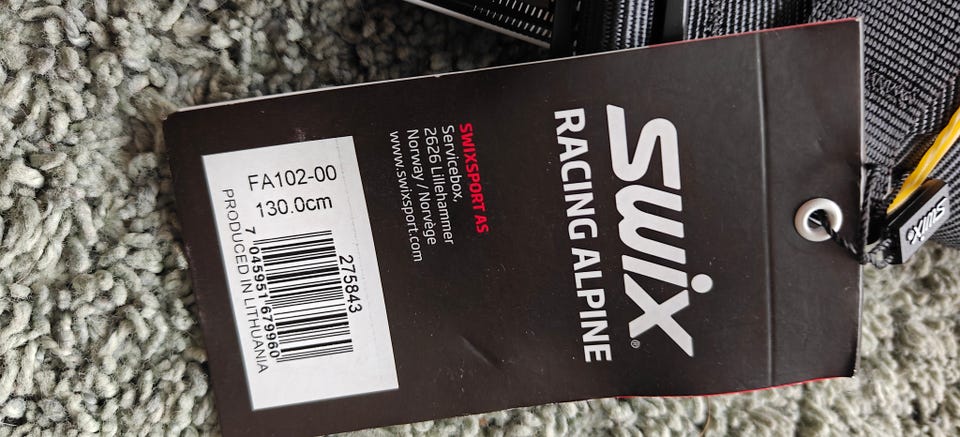 SWIX®
RACING ALPINE
SWIXSPORT AS
Servicebox,
2626 Lillehammer
Norway / Norvège
www.swixsport.com
FA102-00
130.0cm
275843
7 045951 679960
PRODUCED IN LITHUANIA
SWIX